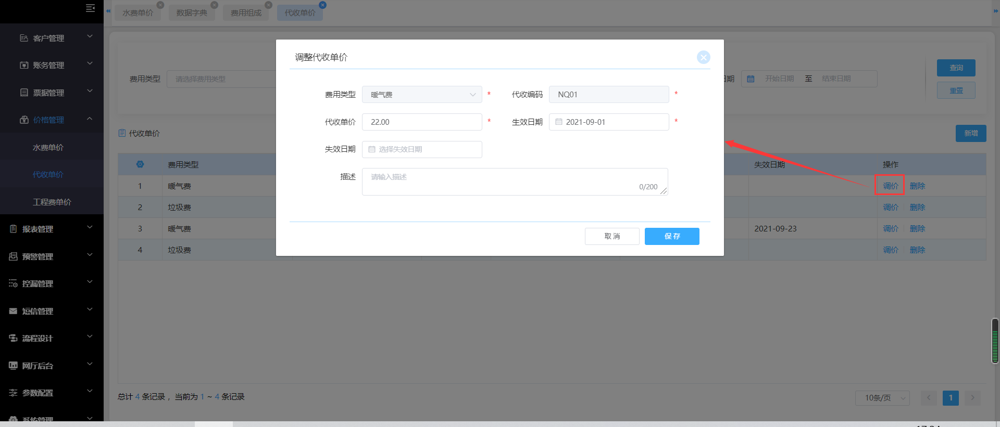 水费单价
数据字典
费用组成
代收单价
客户管理
账务管理
票据管理
价格管理
水费单价
代收单价
工程费单价
报表管理
预警管理
控漏管理
短信管理
流程设计
网厅后台
参数配置
系统管理
费用类型 请选择费用类型
日期 开始日期 至 结束日期
查询
重置
代收单价
新增
费用类型 失效日期 操作
1 暖气费 调价 删除
2 垃圾费 调价 删除
3 暖气费 2021-09-23 调价 删除
4 垃圾费 调价 删除
总计 4 条记录 ，当前为 1 ~ 4 条记录
10条/页 1
调整代收单价
费用类型 暖气费 * 代收编码 NQ01 *
代收单价 22.00 * 生效日期 2021-09-01 *
失效日期 选择失效日期
描述 请输入描述
0/200
取 消 保 存